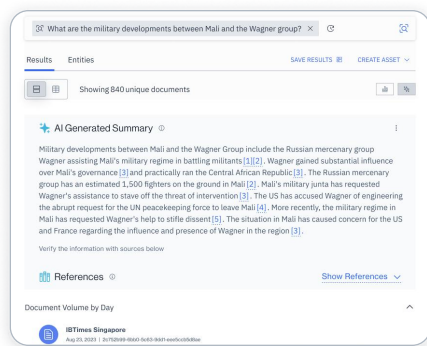 What are the military developments between Mali and the Wagner group? ×
Results Entities SAVE RESULTS CREATE ASSET
Showing 840 unique documents
AI Generated Summary
Military developments between Mali and the Wagner Group include the Russian mercenary group
Wagner assisting Mali's military regime in battling militants [1][2]. Wagner gained substantial influence
over Mali's governance [3] and practically ran the Central African Republic [3]. The Russian mercenary
group has an estimated 1,500 fighters on the ground in Mali [2]. Mali's military junta has requested
Wagner's assistance to stave off the threat of intervention [3]. The US has accused Wagner of engineering
the abrupt request for the UN peacekeeping force to leave Mali [4]. More recently, the military regime in
Mali has requested Wagner's help to stifle dissent [5]. The situation in Mali has caused concern for the US
and France regarding the influence and presence of Wagner in the region [3].
Verify the information with sources below
References Show References
Document Volume by Day
IBTimes Singapore
Aug 23, 2023 |